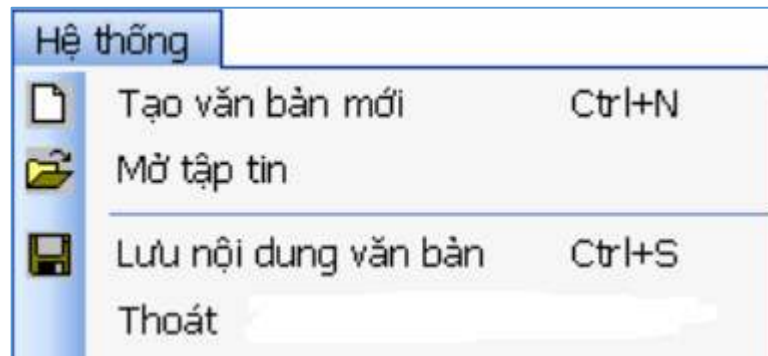 Hệ thống
Tạo văn bản mới Ctrl+N
Mở tập tin
Lưu nội dung văn bản Ctrl+S
Thoát